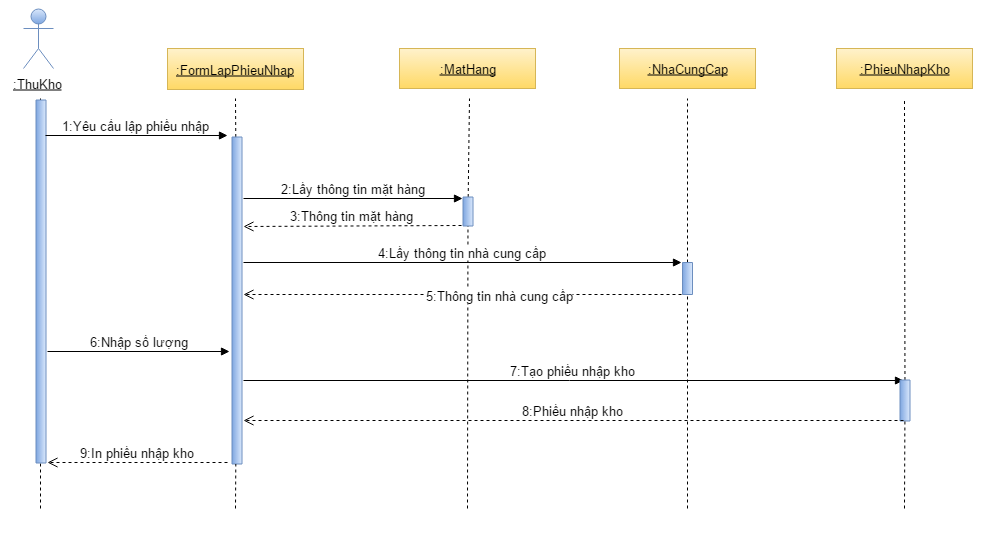 :ThuKho
:FormLapPhieuNhap
:MatHang
:NhaCungCap
:PhieuNhapKho
1:Yêu cầu lập phiếu nhập
2:Lấy thông tin mặt hàng
3:Thông tin mặt hàng
4:Lấy thông tin nhà cung cấp
5:Thông tin nhà cung cấp
6:Nhập số lượng
7:Tạo phiếu nhập kho
8:Phiếu nhập kho
9:In phiếu nhập kho